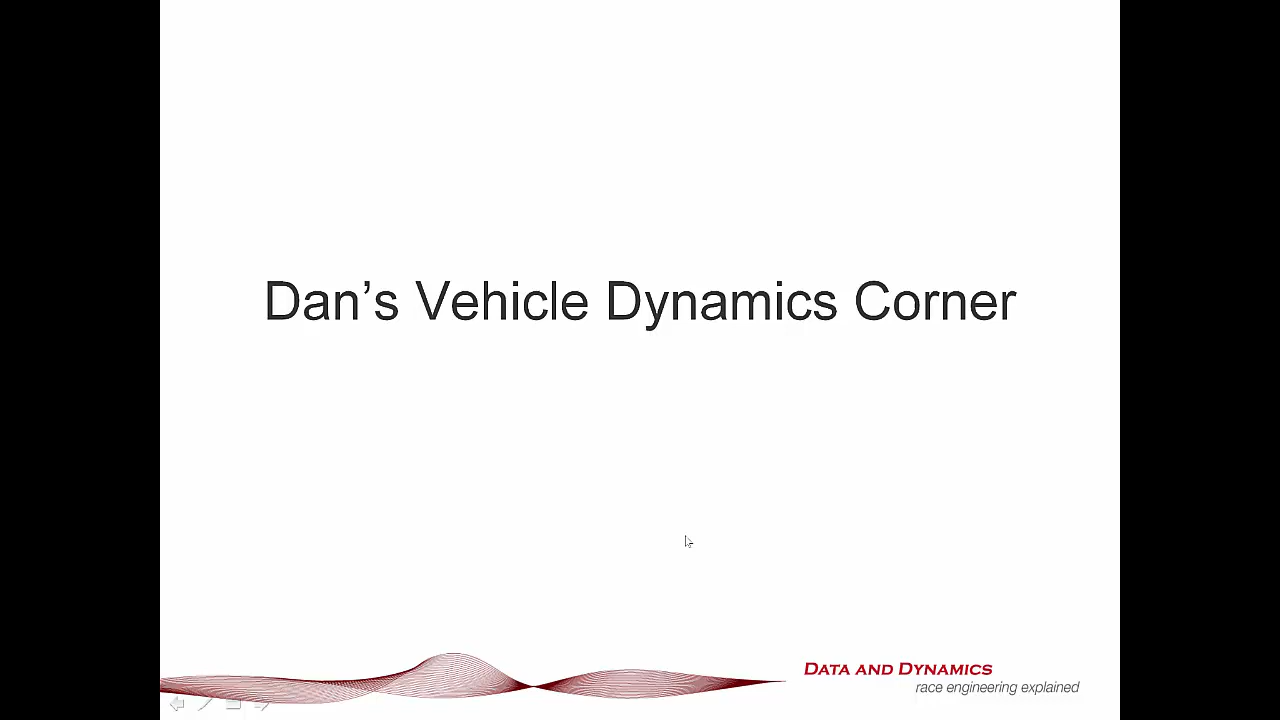 Dan’s Vehicle Dynamics Corner
DATA AND DYNAMICS
race engineering explained